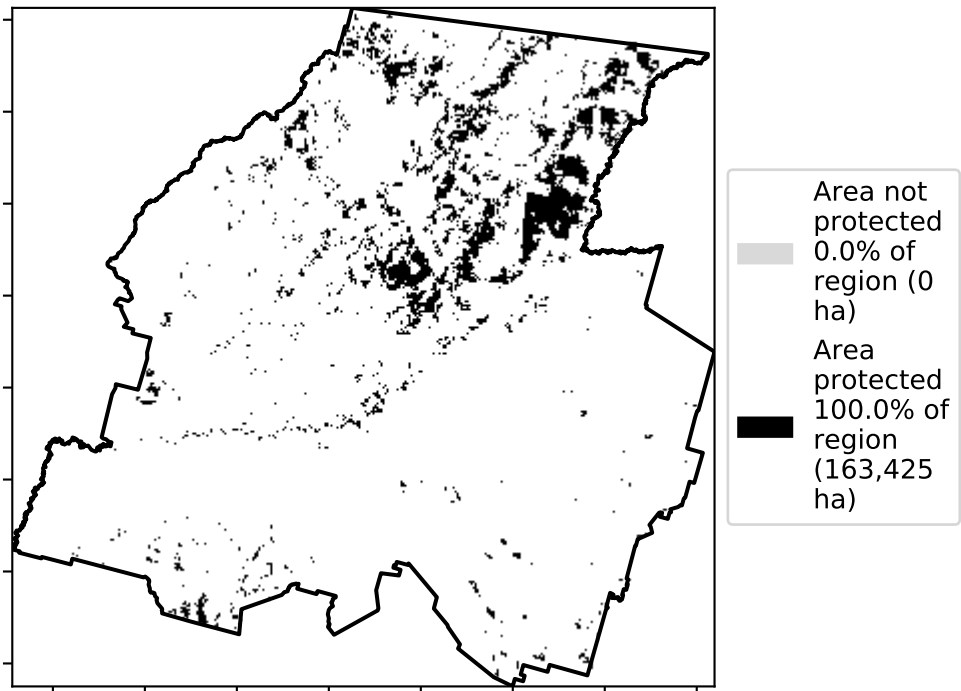 Area not
protected
0.0% of
region (0
ha)
Area
protected
100.0% of
region
(163,425
ha)